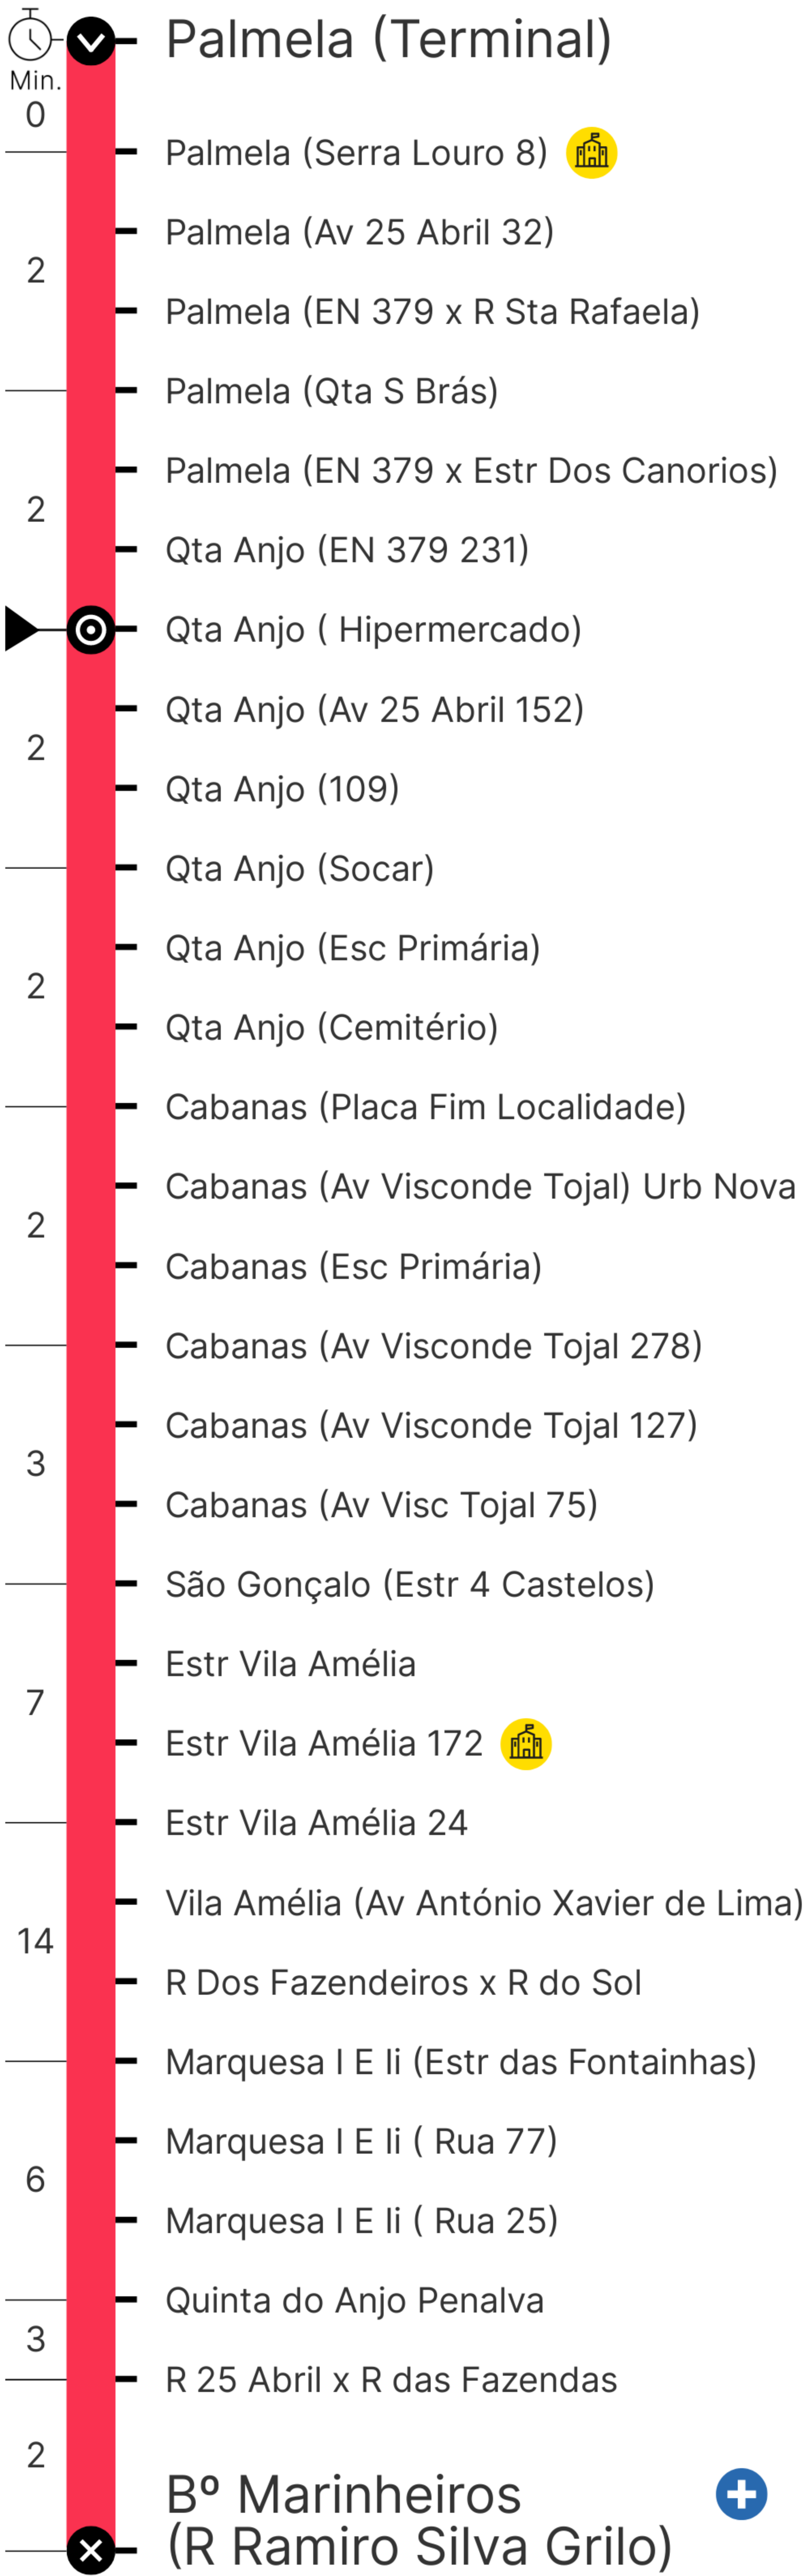 Palmela (Terminal)
Min.
0
Palmela (Serra Louro 8)
Palmela (Av 25 Abril 32)
2
Palmela (EN 379 x R Sta Rafaela)
Palmela (Qta S Brás)
Palmela (EN 379 x Estr Dos Canorios)
2
Qta Anjo (EN 379 231)
Qta Anjo ( Hipermercado)
Qta Anjo (Av 25 Abril 152)
2
Qta Anjo (109)
Qta Anjo (Socar)
Qta Anjo (Esc Primária)
2
Qta Anjo (Cemitério)
Cabanas (Placa Fim Localidade)
Cabanas (Av Visconde Tojal) Urb Nova
2
Cabanas (Esc Primária)
Cabanas (Av Visconde Tojal 278)
Cabanas (Av Visconde Tojal 127)
3
Cabanas (Av Visc Tojal 75)
São Gonçalo (Estr 4 Castelos)
Estr Vila Amélia
7
Estr Vila Amélia 172
Estr Vila Amélia 24
Vila Amélia (Av António Xavier de Lima)
14
R Dos Fazendeiros x R do Sol
Marquesa I E Ii (Estr das Fontainhas)
Marquesa I E Ii ( Rua 77)
6
Marquesa I E Ii ( Rua 25)
Quinta do Anjo Penalva
3
R 25 Abril x R das Fazendas
2
Bº Marinheiros
(R Ramiro Silva Grilo)